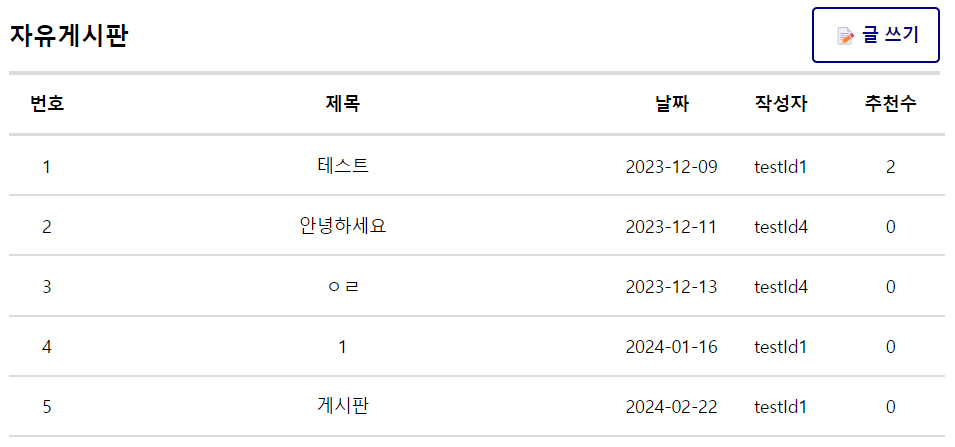 자유게시판 📝 글 쓰기
번호 제목 날짜 작성자 추천수
1 테스트 2023-12-09 testId1 2
2 안녕하세요 2023-12-11 testId4 0
3 ㅇㄹ 2023-12-13 testId4 0
4 1 2024-01-16 testId1 0
5 게시판 2024-02-22 testId1 0